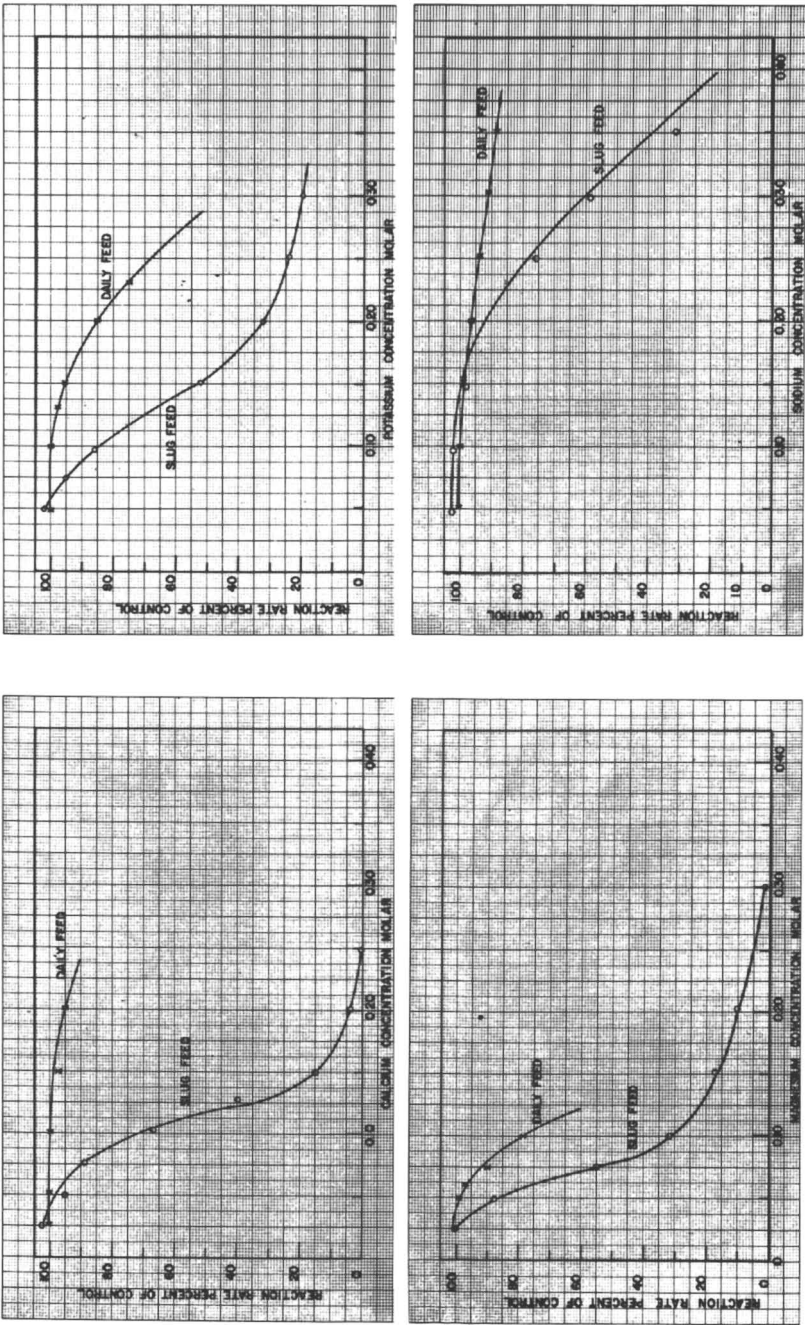 REACTION RATE PERCENT OF CONTROL
100
80
60
40
20
0
DAILY FEED
SLUG FEED
0.10
0.20
0.30
0.40
CALCIUM CONCENTRATION MOLAR
REACTION RATE PERCENT OF CONTROL
100
80
60
40
20
0
DAILY FEED
SLUG FEED
0.10
0.20
0.30
POTASSIUM CONCENTRATION MOLAR
REACTION RATE PERCENT OF CONTROL
100
80
60
40
20
0
DAILY FEED
SLUG FEED
0
0.10
0.20
0.30
0.40
MAGNESIUM CONCENTRATION MOLAR
REACTION RATE PERCENT OF CONTROL
100
80
60
40
10
0
DAILY FEED
SLUG FEED
0.10
0.20
0.30
SODIUM CONCENTRATION MOLAR